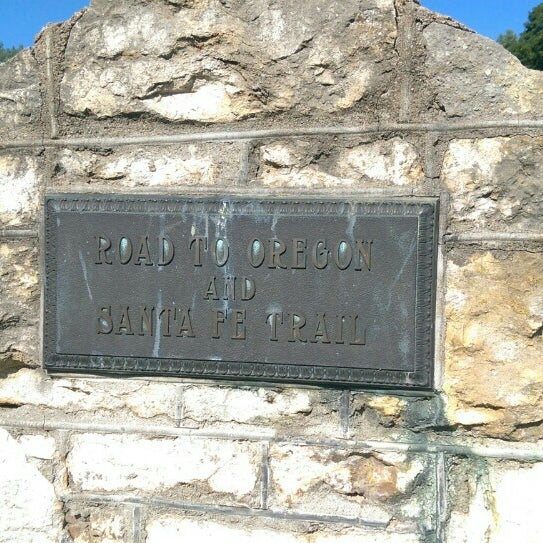 ROAD TO OREGON
AND
SANTA FE TRAIL